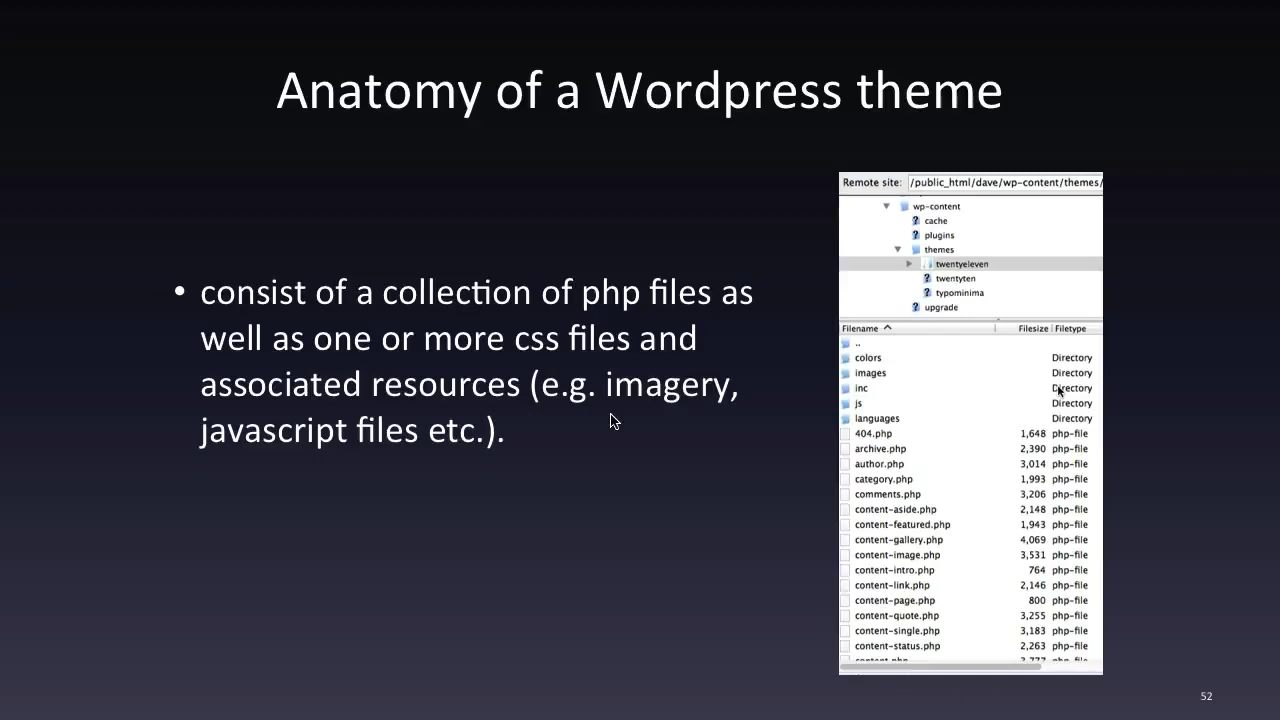 Anatomy of a Wordpress theme
• consist of a collection of php files as
well as one or more css files and
associated resources (e.g. imagery,
javascript files etc.).
Remote site: /public_html/dave/wp-content/themes/
wp-content
cache
plugins
themes
twentyeleven
twentyten
typominima
upgrade
Filename Filesize Filetype
..
colors Directory
images Directory
inc Directory
js Directory
languages Directory
404.php 1,648 php-file
archive.php 2,390 php-file
author.php 3,014 php-file
category.php 1,993 php-file
comments.php 3,206 php-file
content-aside.php 2,148 php-file
content-featured.php 1,943 php-file
content-gallery.php 4,069 php-file
content-image.php 3,531 php-file
content-intro.php 764 php-file
content-link.php 2,146 php-file
content-page.php 800 php-file
content-quote.php 3,255 php-file
content-single.php 3,183 php-file
content-status.php 2,263 php-file
content.php 3,777 php-file
52